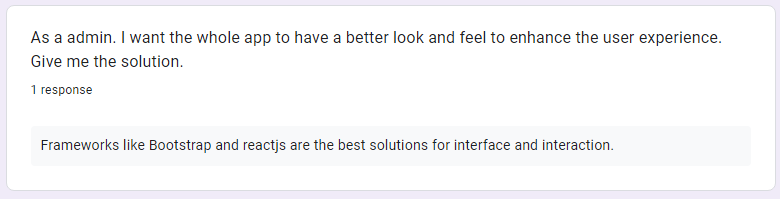 As a admin. I want the whole app to have a better look and feel to enhance the user experience.
Give me the solution.
1 response
Frameworks like Bootstrap and reactjs are the best solutions for interface and interaction.